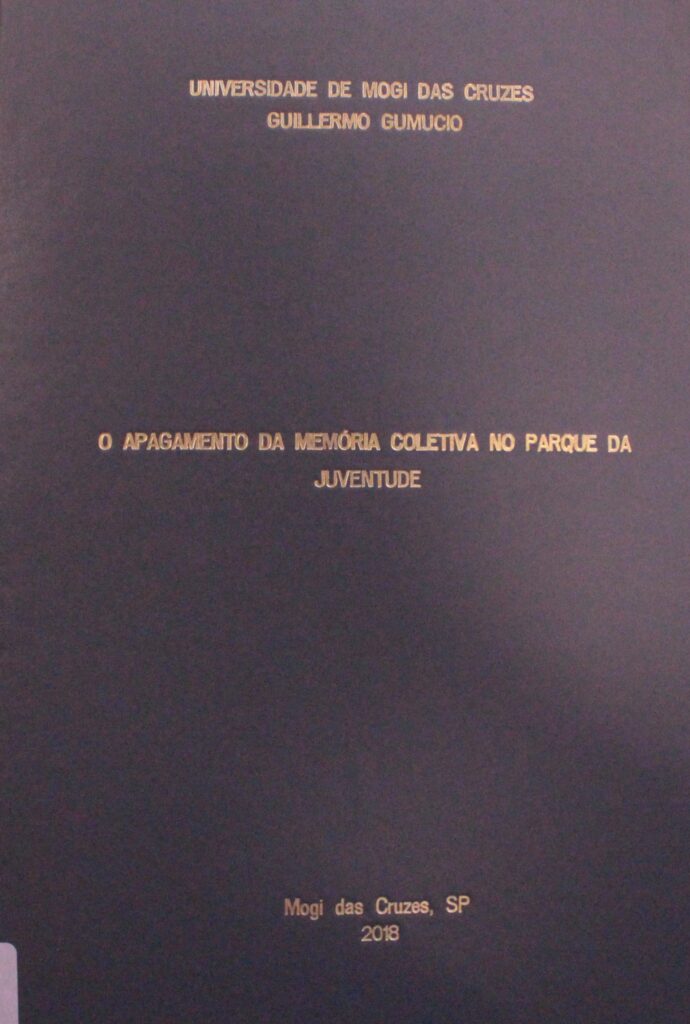 UNIVERSIDADE DE MOGI DAS CRUZES
GUILLERMO GUMUCIO
O APAGAMENTO DA MEMÓRIA COLETIVA NO PARQUE DA
JUVENTUDE
Mogi das Cruzes, SP
2018